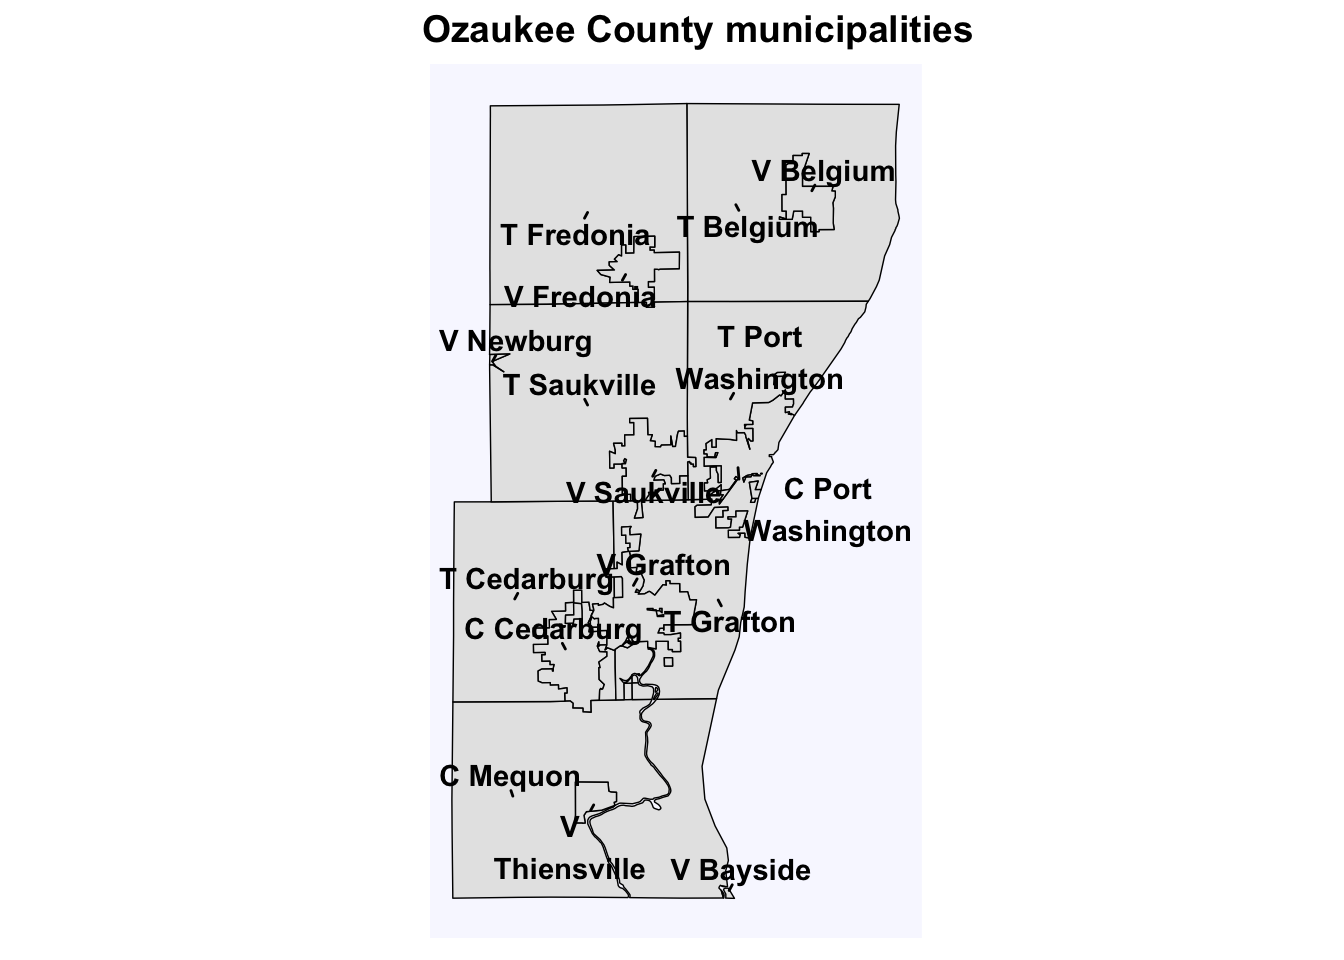 Ozaukee County municipalities
V Belgium
T Belgium
T Fredonia
V Fredonia
V Newburg
T Port
Washington
T Saukville
V Saukville
C Port
Washington
V Grafton
T Cedarburg
T Grafton
C Cedarburg
C Mequon
V
Thiensville
V Bayside